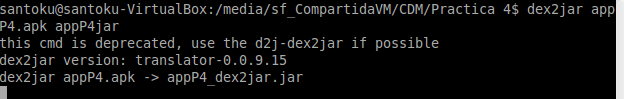 santoku@santoku-VirtualBox:/media/sf_CompartidaVM/CDM/Practica 4$ dex2jar app
P4.apk appP4jar
this cmd is deprecated, use the d2j-dex2jar if possible
dex2jar version: translator-0.0.9.15
dex2jar appP4.apk -> appP4_dex2jar.jar